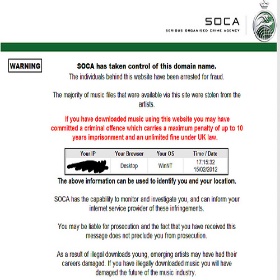 SOCA
SERIOUS ORGANISED CRIME AGENCY
WARNING
SOCA has taken control of this domain name.
The individuals behind this website have been arrested for fraud.
The majority of music files that were available via this site were stolen from the
artists.
If you have downloaded music using this website you may have
committed a criminal offence which carries a maximum penalty of up to 10
years imprisonment and an unlimited fine under UK law.
Your IP Your Browser Your OS Time / Date
Desktop WinNT 17:15:32
15/02/2012
The above information can be used to identify you and your location.
SOCA has the capability to monitor and investigate you, and can inform your
internet service provider of these infringements.
You may be liable for prosecution and the fact that you have received this
message does not preclude you from prosecution.
As a result of illegal downloads young, emerging artists may have had their
careers damaged. If you have illegally downloaded music you will have
damaged the future of the music industry.